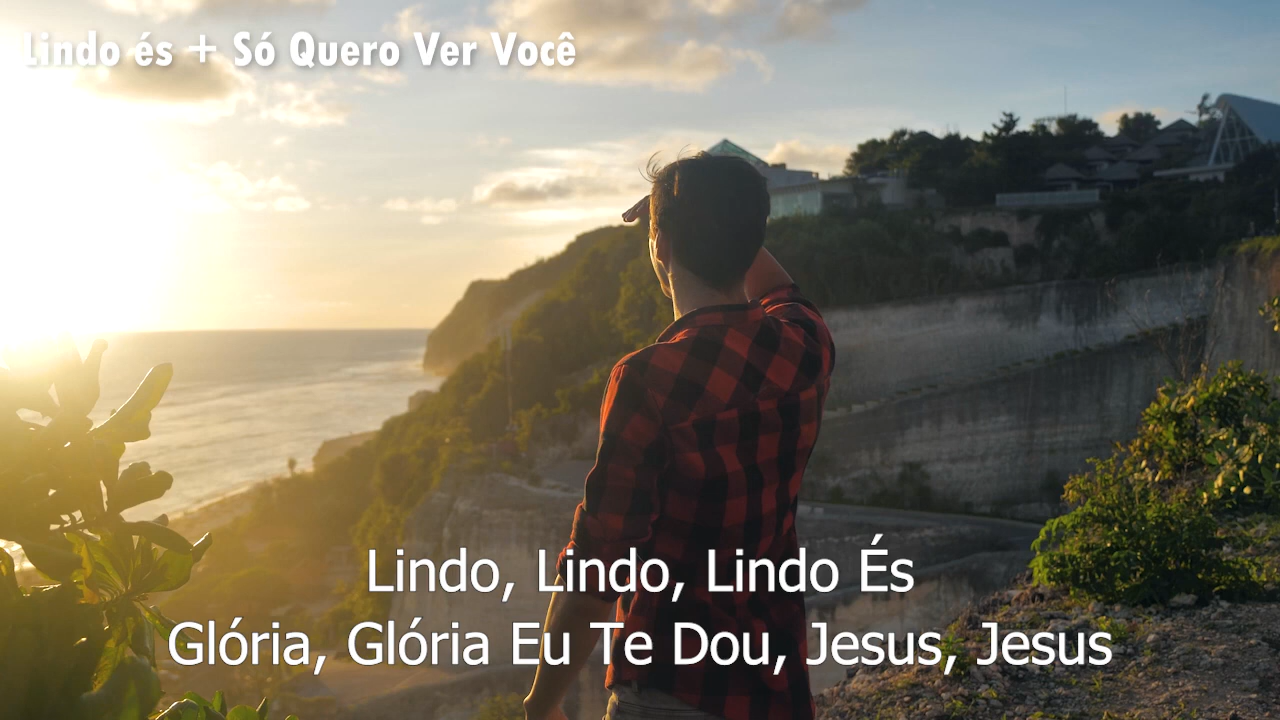 Lindo és + Só Quero Ver Você
Lindo, Lindo, Lindo És
Glória, Glória Eu Te Dou, Jesus, Jesus